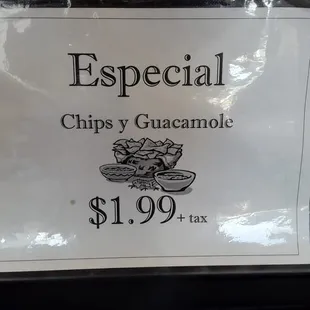 Especial
Chips y Guacamole
$1.99 + tax